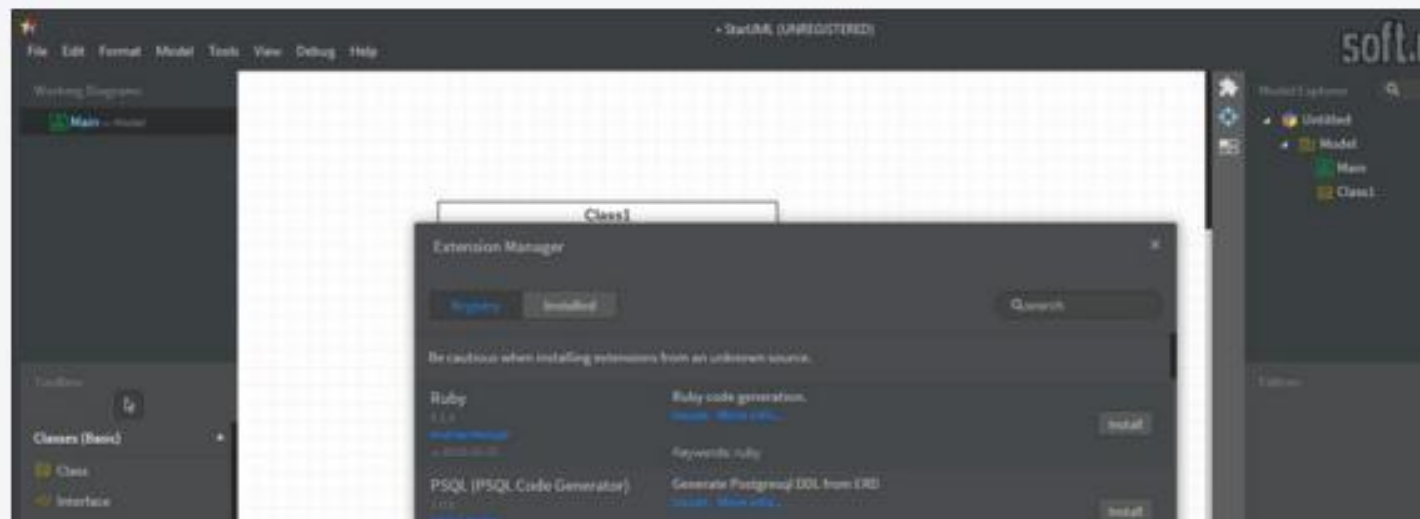 • StarUML (UNREGISTERED)
soft.
File Edit Format Model Tools View Debug Help
Working Diagrams
Main — Model
Model Explorer
Untitled
Model
Main
Class1
Class1
Extension Manager
×
Registry Installed
search
Be cautious when installing extensions from an unknown source.
Ruby
Ruby code generation.
Install
Keywords: ruby
PSQL (PSQL Code Generator)
Generate Postgresql DDL from ERD
Install
Toolbox
Classes (Basic)
Class
Interface
Editors